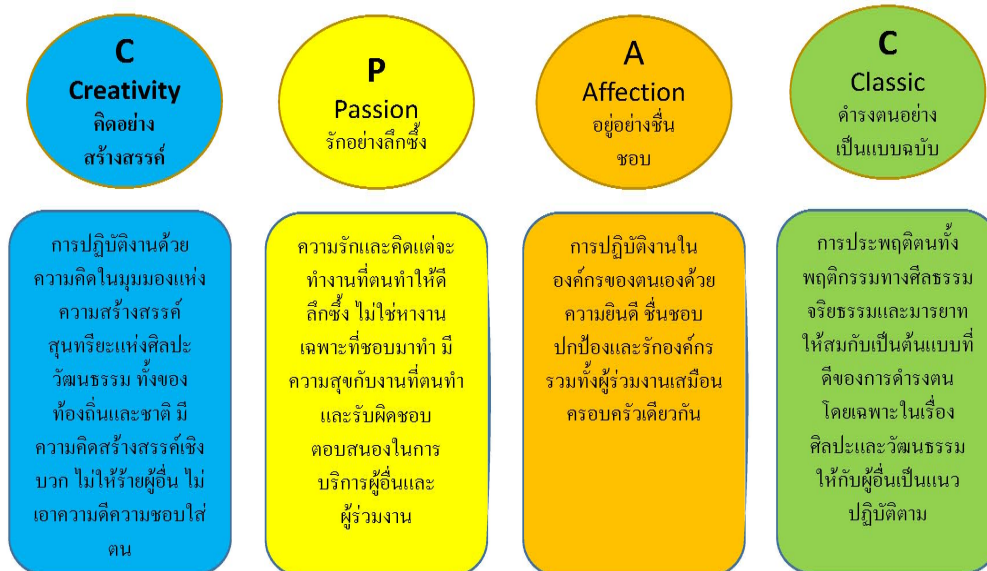 C
Creativity
คิดอย่าง
สร้างสรรค์
P
Passion
รักอย่างลึกซึ้ง
A
Affection
อยู่อย่างชื่น
ชอบ
C
Classic
ดำรงตนอย่าง
เป็นแบบฉบับ
การปฏิบัติงานด้วย
ความคิดในมุมมองแห่ง
ความสร้างสรรค์
สุนทรียะแห่งศิลปะ
วัฒนธรรม ทั้งของ
ท้องถิ่นและชาติ มี
ความคิดสร้างสรรค์เชิง
บวก ไม่ให้ร้ายผู้อื่น ไม่
เอาความดีความชอบใส่
ตน
ความรักและคิดแต่จะ
ทำงานที่ตนทำให้ดี
ลึกซึ้ง ไม่ใช่หางาน
เฉพาะที่ชอบมาทำ มี
ความสุขกับงานที่ตนทำ
และรับผิดชอบ
ตอบสนองในการ
บริการผู้อื่นและ
ผู้ร่วมงาน
การปฏิบัติงานใน
องค์กรของตนเองด้วย
ความยินดี ชื่นชอบ
ปกป้องและรักองค์กร
รวมทั้งผู้ร่วมงานเสมือน
ครอบครัวเดียวกัน
การประพฤติตนทั้ง
พฤติกรรมทางศีลธรรม
จริยธรรมและมารยาท
ให้สมกับเป็นต้นแบบที่
ดีของการดำรงตน
โดยเฉพาะในเรื่อง
ศิลปะและวัฒนธรรม
ให้กับผู้อื่นเป็นแนว
ปฏิบัติตาม